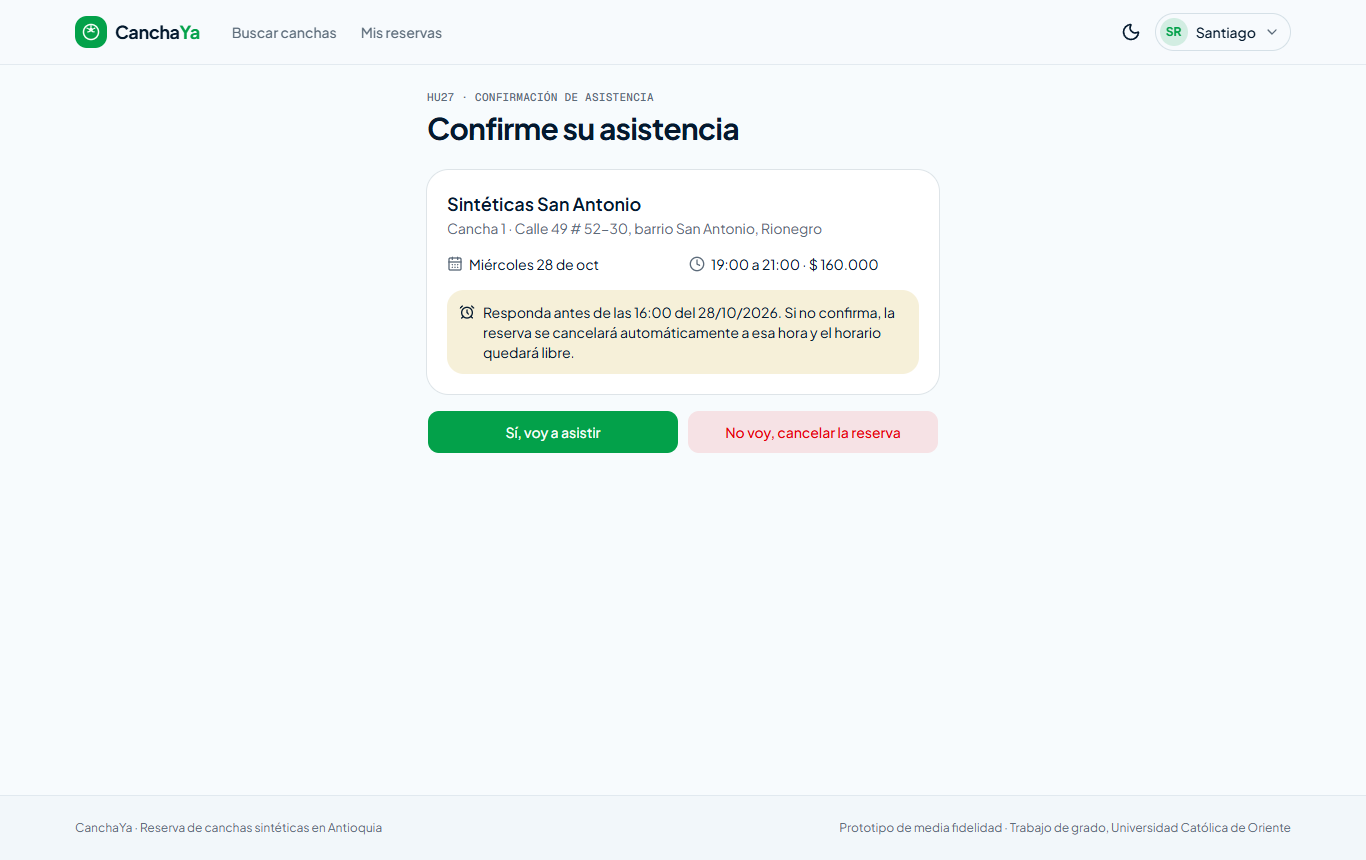 CanchaYa
Buscar canchas
Mis reservas
SR
Santiago
HU27 · CONFIRMACIÓN DE ASISTENCIA
Confirme su asistencia
Sintéticas San Antonio
Cancha 1 · Calle 49 # 52–30, barrio San Antonio, Rionegro
Miércoles 28 de oct
19:00 a 21:00 · $ 160.000
Responda antes de las 16:00 del 28/10/2026. Si no confirma, la
reserva se cancelará automáticamente a esa hora y el horario
quedará libre.
Sí, voy a asistir
No voy, cancelar la reserva
CanchaYa · Reserva de canchas sintéticas en Antioquia
Prototipo de media fidelidad · Trabajo de grado, Universidad Católica de Oriente